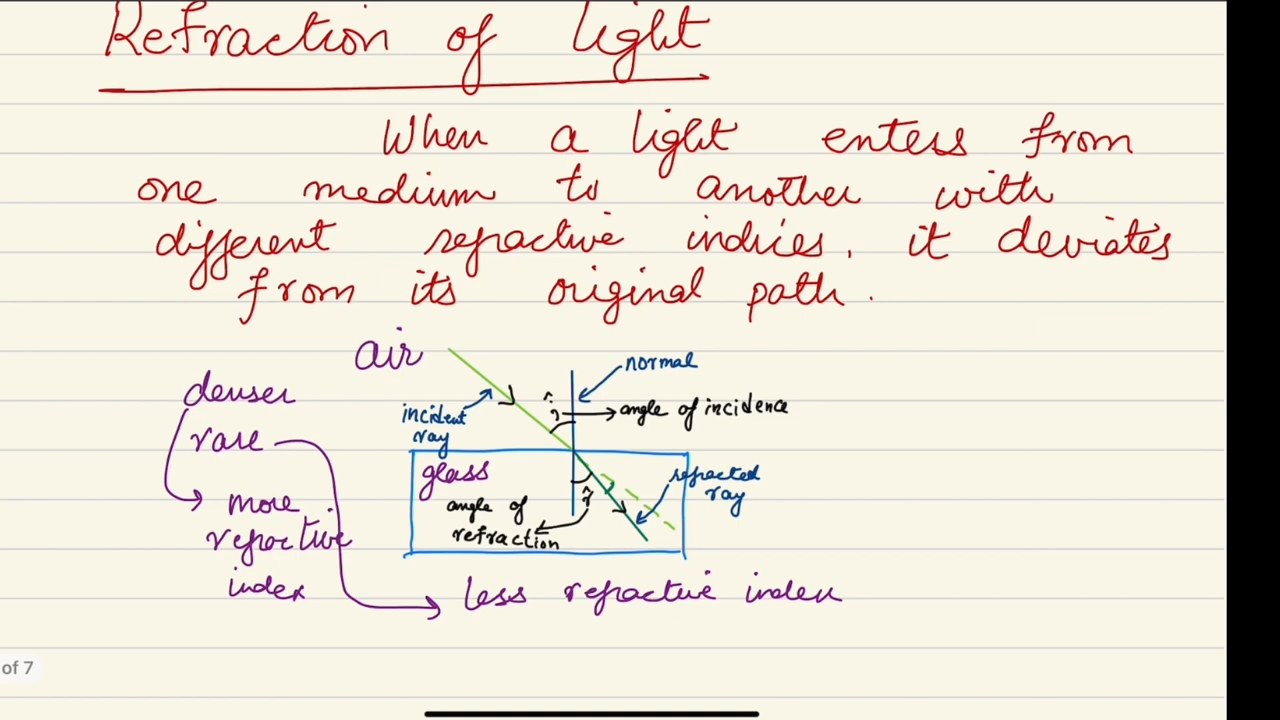 Refraction of light
When a light enters from
one medium to another with
different refractive indices, it deviates
from its original path.
air
normal
denser
incident
ray
î
angle of incidence
rare
glass
refracted
ray
more
refractive
index
angle of
refraction
r̂
less refractive index
of 7